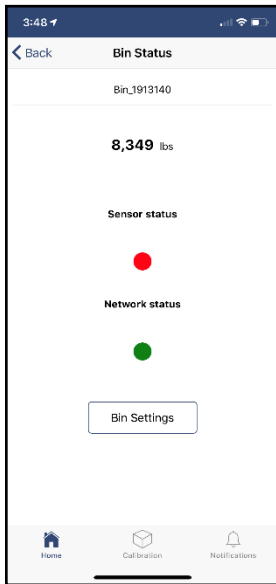 3:48
Back Bin Status
Bin_1913140
8,349 lbs
Sensor status
Network status
Bin Settings
Home Calibration Notifications